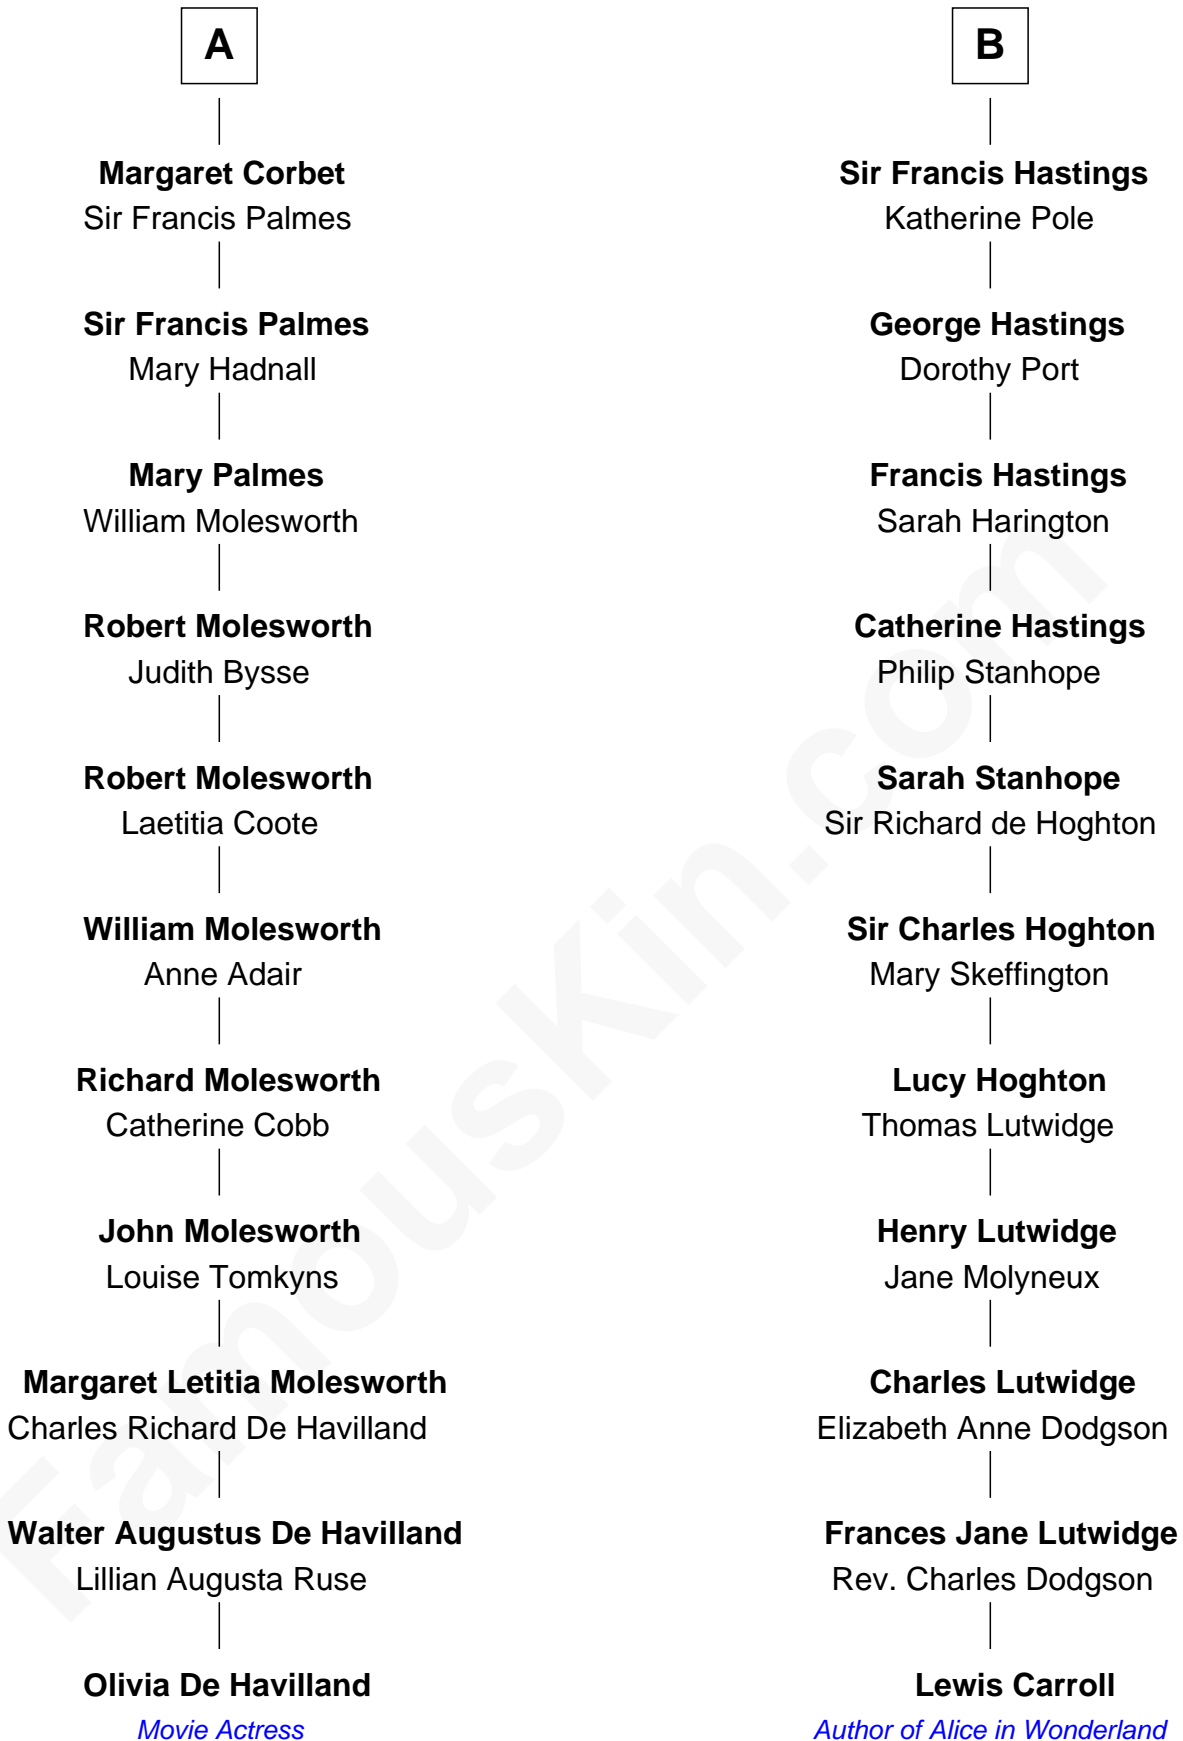 A
Margaret Corbet
Sir Francis Palmes
Sir Francis Palmes
Mary Hadnall
Mary Palmes
William Molesworth
Robert Molesworth
Judith Bysse
Robert Molesworth
Laetitia Coote
William Molesworth
Anne Adair
Richard Molesworth
Catherine Cobb
John Molesworth
Louise Tomkyns
Margaret Letitia Molesworth
Charles Richard De Havilland
Walter Augustus De Havilland
Lillian Augusta Ruse
Olivia De Havilland
Movie Actress
B
Sir Francis Hastings
Katherine Pole
George Hastings
Dorothy Port
Francis Hastings
Sarah Harington
Catherine Hastings
Philip Stanhope
Sarah Stanhope
Sir Richard de Hoghton
Sir Charles Hoghton
Mary Skeffington
Lucy Hoghton
Thomas Lutwidge
Henry Lutwidge
Jane Molyneux
Charles Lutwidge
Elizabeth Anne Dodgson
Frances Jane Lutwidge
Rev. Charles Dodgson
Lewis Carroll
Author of Alice in Wonderland
FamousKin.com